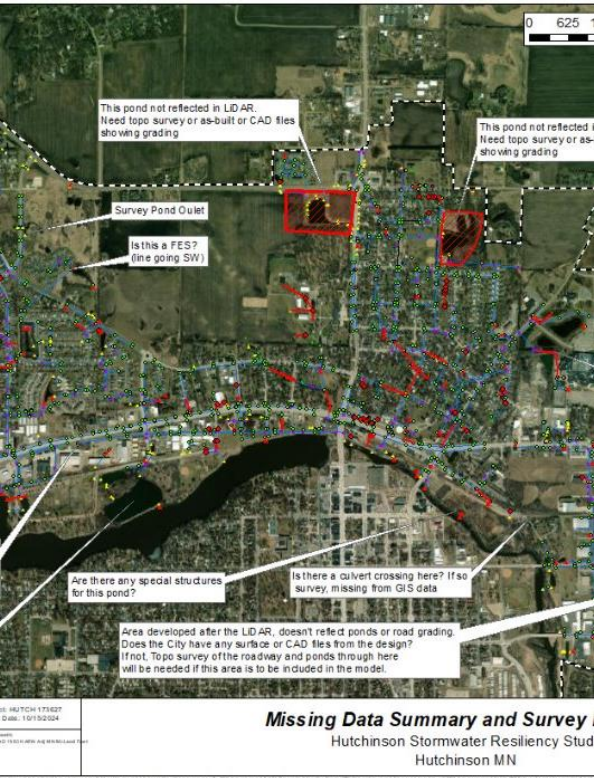 0 625
This pond not reflected in LiDAR.
Need topo survey or as-built or CAD files
showing grading
This pond not reflected i
Need topo survey or as-
showing grading
Survey Pond Oulet
Is this a FES?
(line going SW)
Are there any special structures
for this pond?
Is there a culvert crossing here? If so
survey, missing from GIS data
Area developed after the LiDAR, doesn't reflect ponds or road grading.
Does the City have any surface or CAD files from the design?
If not, Topo survey of the roadway and ponds through here
will be needed if this area is to be included in the model.
HUTCH 173627
Date: 10/15/2024
Missing Data Summary and Survey
Hutchinson Stormwater Resiliency Stud
Hutchinson MN